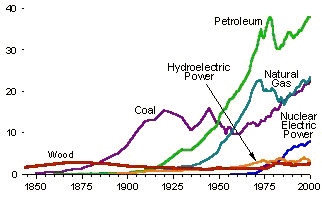 40
Petroleum
30
Hydroelectric
Power
Natural
Gas
20
Coal
Nuclear
Electric
Power
10
Wood
0
1850 1875 1900 1925 1950 1975 2000